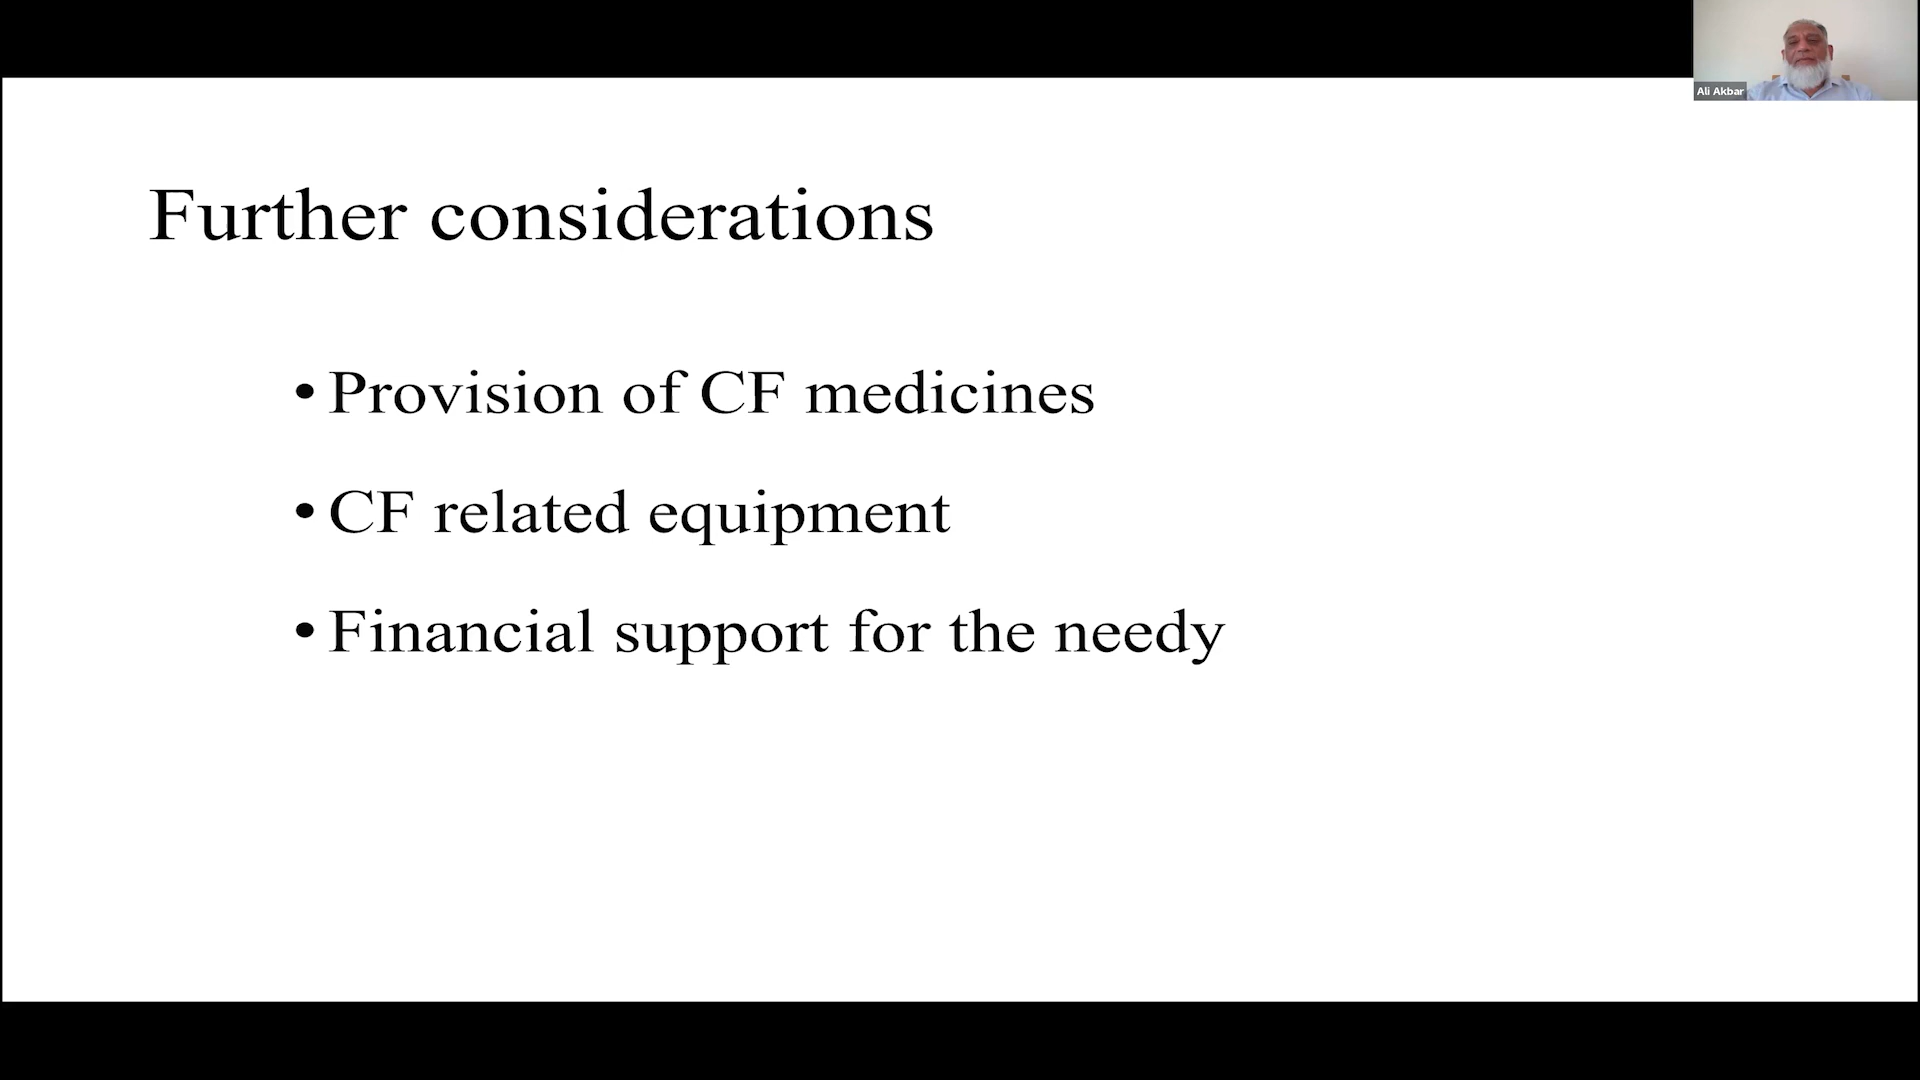 Ali Akbar
Further considerations
• Provision of CF medicines
• CF related equipment
• Financial support for the needy